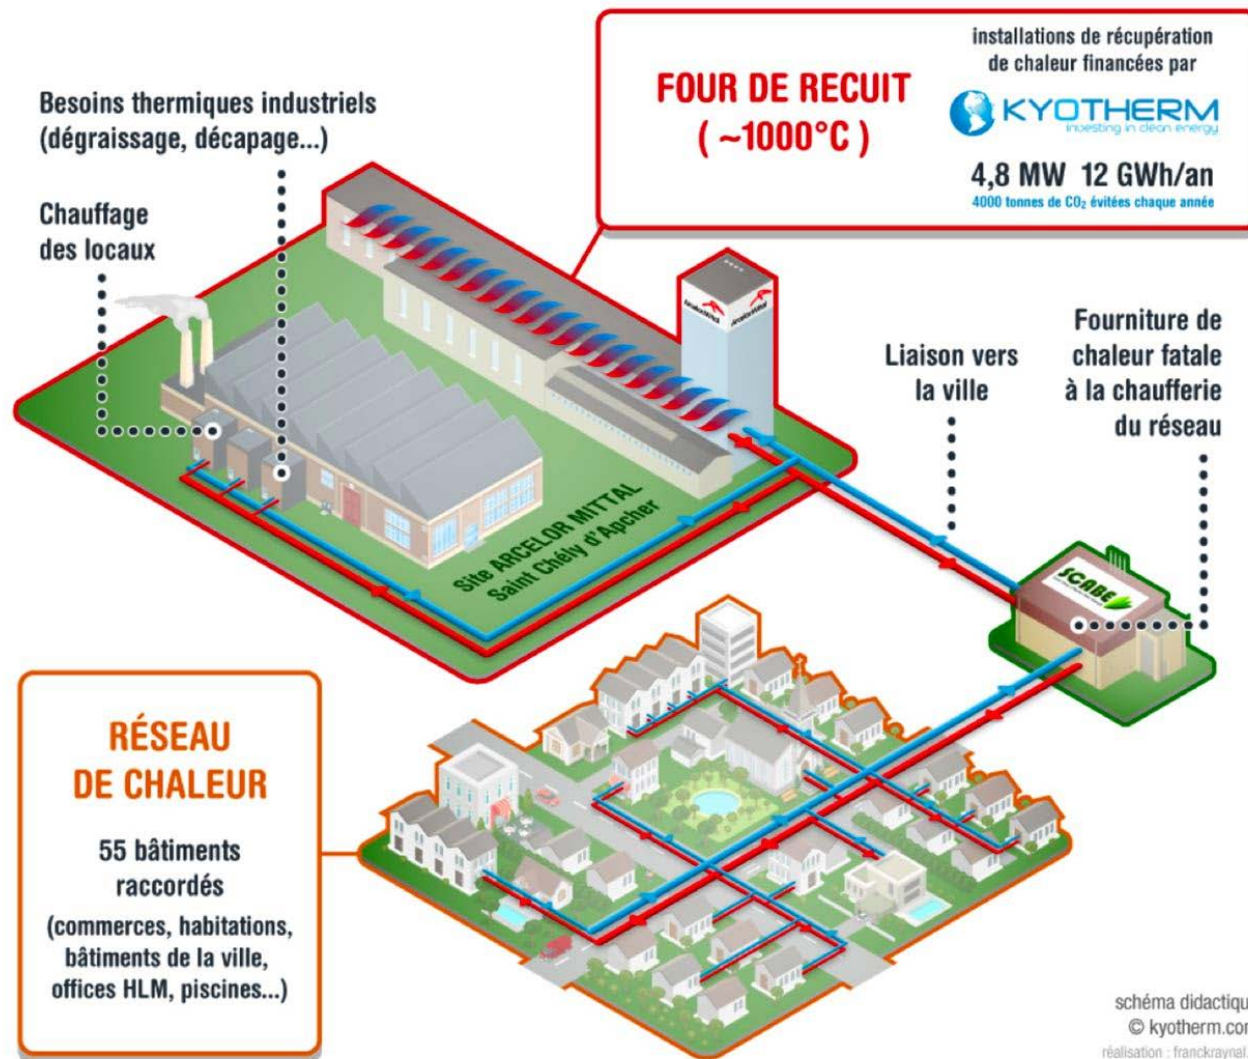 Besoins thermiques industriels
(dégraissage, décapage...)
Chauffage
des locaux
FOUR DE RECUIT
( ~1000°C )
installations de récupération
de chaleur financées par
KYOTHERM
investing in clean energy
4,8 MW 12 GWh/an
4000 tonnes de CO₂ évitées chaque année
ArcelorMittal
ArcelorMittal
Liaison vers
la ville
Fourniture de
chaleur fatale
à la chaufferie
du réseau
Site ARCELOR MITTAL
Saint Chély d'Apcher
SCABE
RÉSEAU
DE CHALEUR
55 bâtiments
raccordés
(commerces, habitations,
bâtiments de la ville,
offices HLM, piscines...)
schéma didactiqu
© kyotherm.con
réalisation : franckraynal.